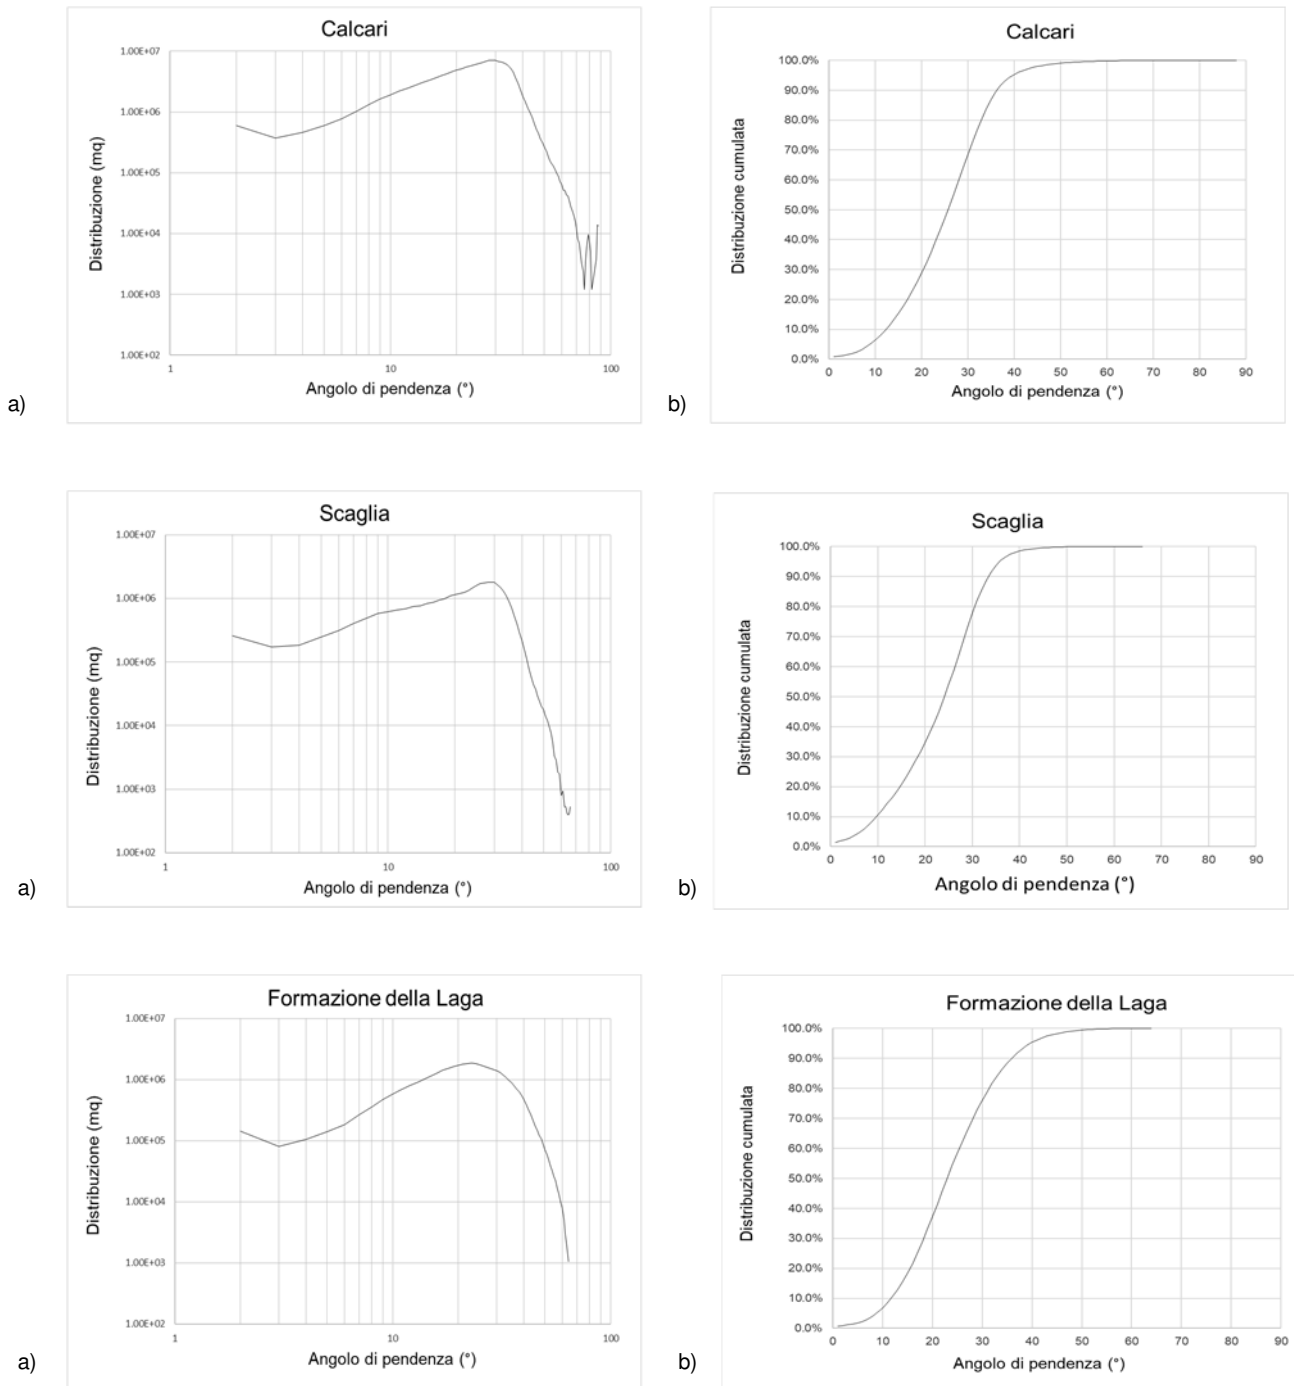 Calcari
1.00E+07
1.00E+06
1.00E+05
1.00E+04
1.00E+03
1.00E+02
Distribuzione (mq)
1 10 100
Angolo di pendenza (°)
a)
Calcari
100.0%
90.0%
80.0%
70.0%
60.0%
50.0%
40.0%
30.0%
20.0%
10.0%
0.0%
Distribuzione cumulata
0 10 20 30 40 50 60 70 80 90
Angolo di pendenza (°)
b)
Scaglia
1.00E+07
1.00E+06
1.00E+05
1.00E+04
1.00E+03
1.00E+02
Distribuzione (mq)
1 10 100
Angolo di pendenza (°)
a)
Scaglia
100.0%
90.0%
80.0%
70.0%
60.0%
50.0%
40.0%
30.0%
20.0%
10.0%
0.0%
Distribuzione cumulata
0 10 20 30 40 50 60 70 80 90
Angolo di pendenza (°)
b)
Formazione della Laga
1.00E+07
1.00E+06
1.00E+05
1.00E+04
1.00E+03
1.00E+02
Distribuzione (mq)
1 10 100
Angolo di pendenza (°)
a)
Formazione della Laga
100.0%
90.0%
80.0%
70.0%
60.0%
50.0%
40.0%
30.0%
20.0%
10.0%
0.0%
Distribuzione cumulata
0 10 20 30 40 50 60 70 80 90
Angolo di pendenza (°)
b)